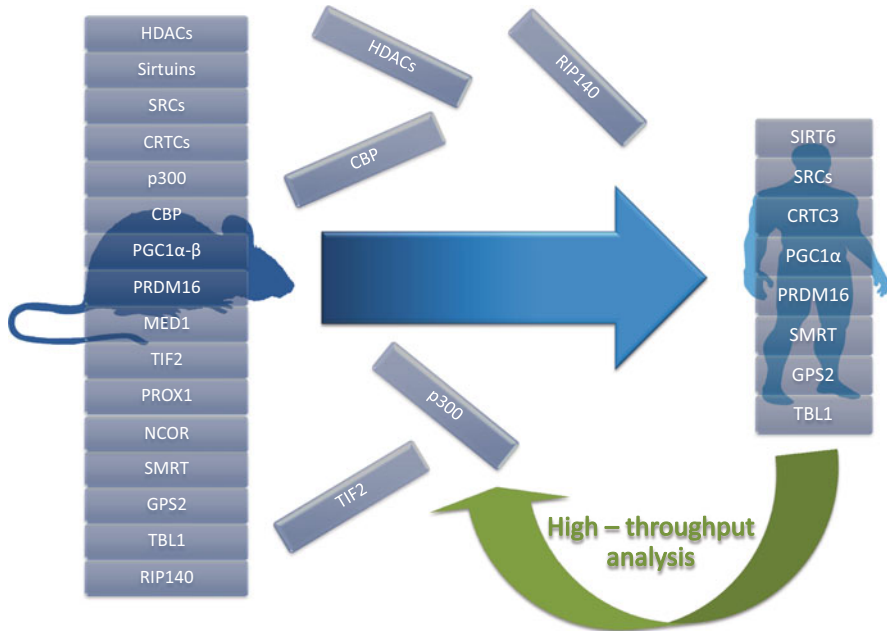 HDACs
Sirtuins
SRCs
CRTCs
p300
CBP
PGC1α-β
PRDM16
MED1
TIF2
PROX1
NCOR
SMRT
GPS2
TBL1
RIP140
HDACs
RIP140
CBP
p300
TIF2
SIRT6
SRCs
CRTC3
PGC1α
PRDM16
SMRT
GPS2
TBL1
High – throughput
analysis